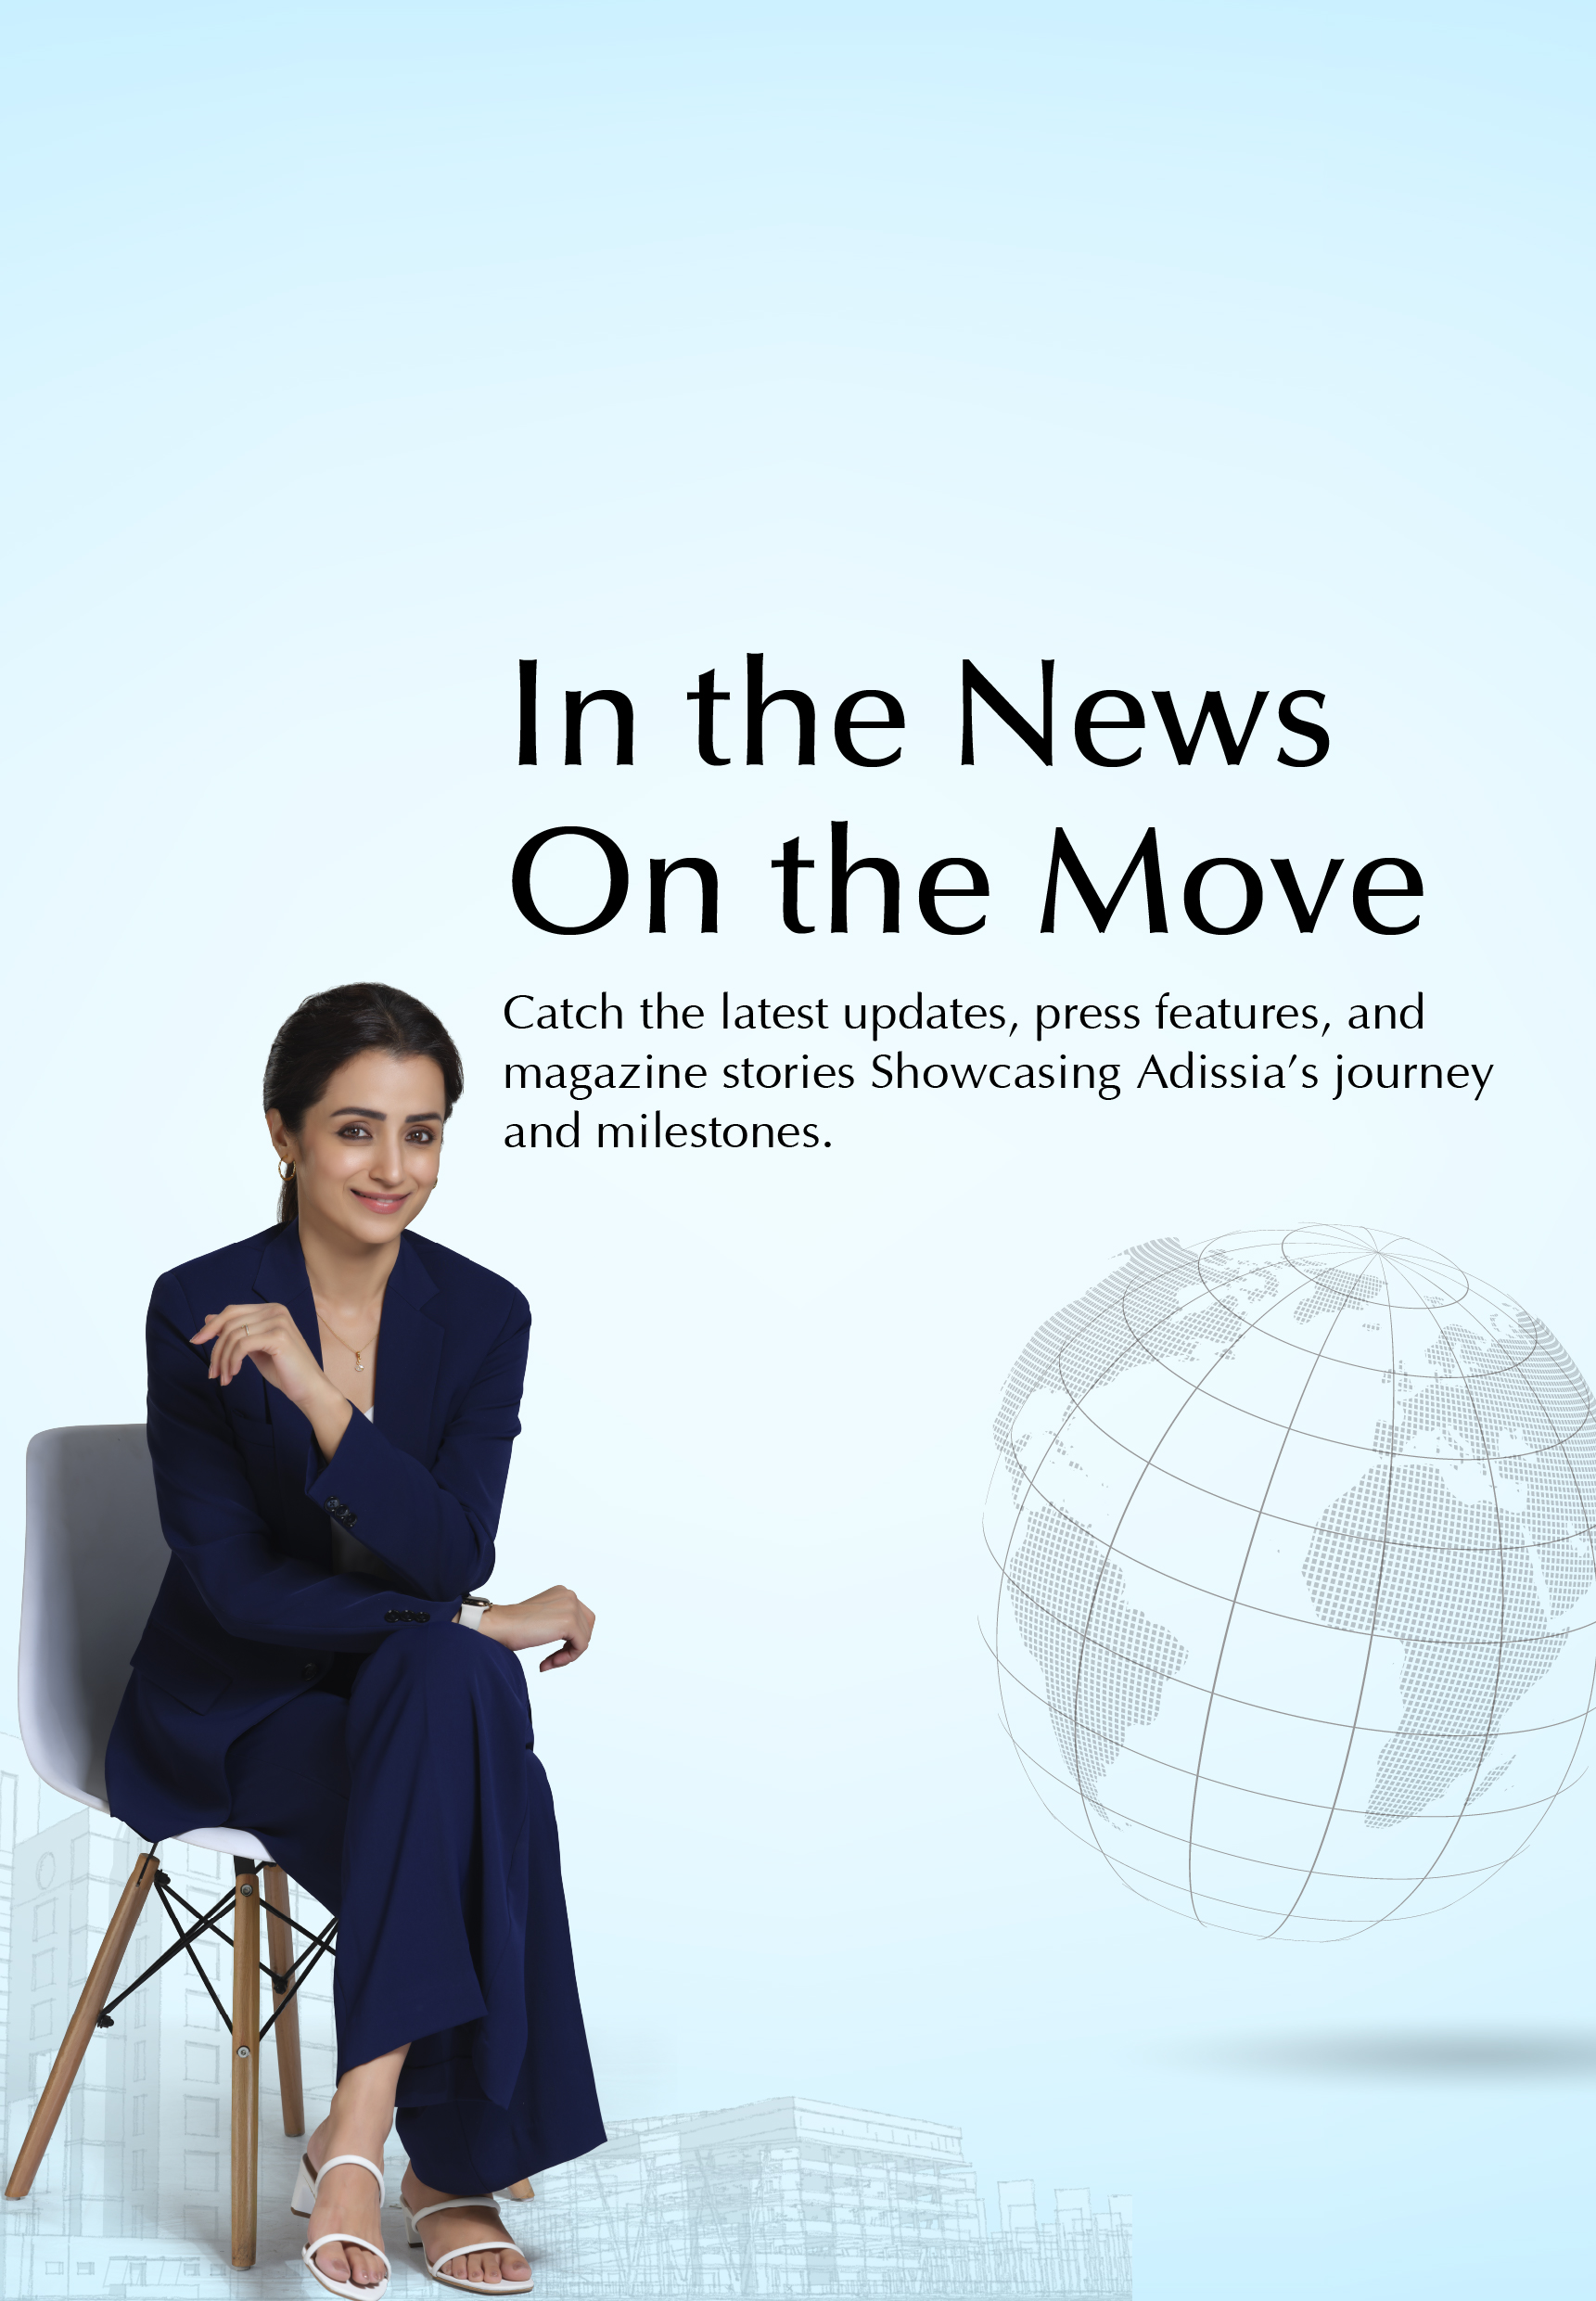 In the News
On the Move
Catch the latest updates, press features, and
magazine stories Showcasing Adissia’s journey
and milestones.